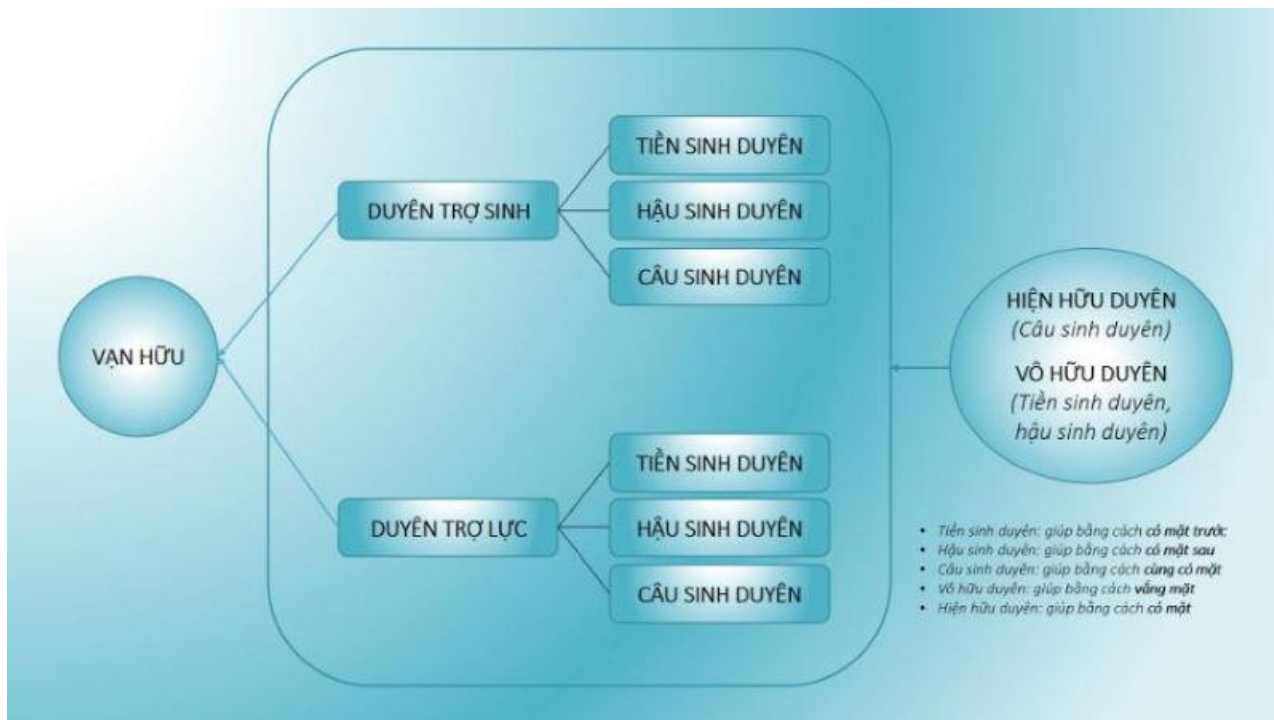 VẠN HỮU
DUYÊN TRỢ SINH
TIỀN SINH DUYÊN
HẬU SINH DUYÊN
CÂU SINH DUYÊN
DUYÊN TRỢ LỰC
TIỀN SINH DUYÊN
HẬU SINH DUYÊN
CÂU SINH DUYÊN
HIỆN HỮU DUYÊN
(Câu sinh duyên)
VÔ HỮU DUYÊN
(Tiền sinh duyên,
hậu sinh duyên)
• Tiền sinh duyên: giúp bằng cách có mặt trước
• Hậu sinh duyên: giúp bằng cách có mặt sau
• Câu sinh duyên: giúp bằng cách cùng có mặt
• Vô hữu duyên: giúp bằng cách vắng mặt
• Hiện hữu duyên: giúp bằng cách có mặt